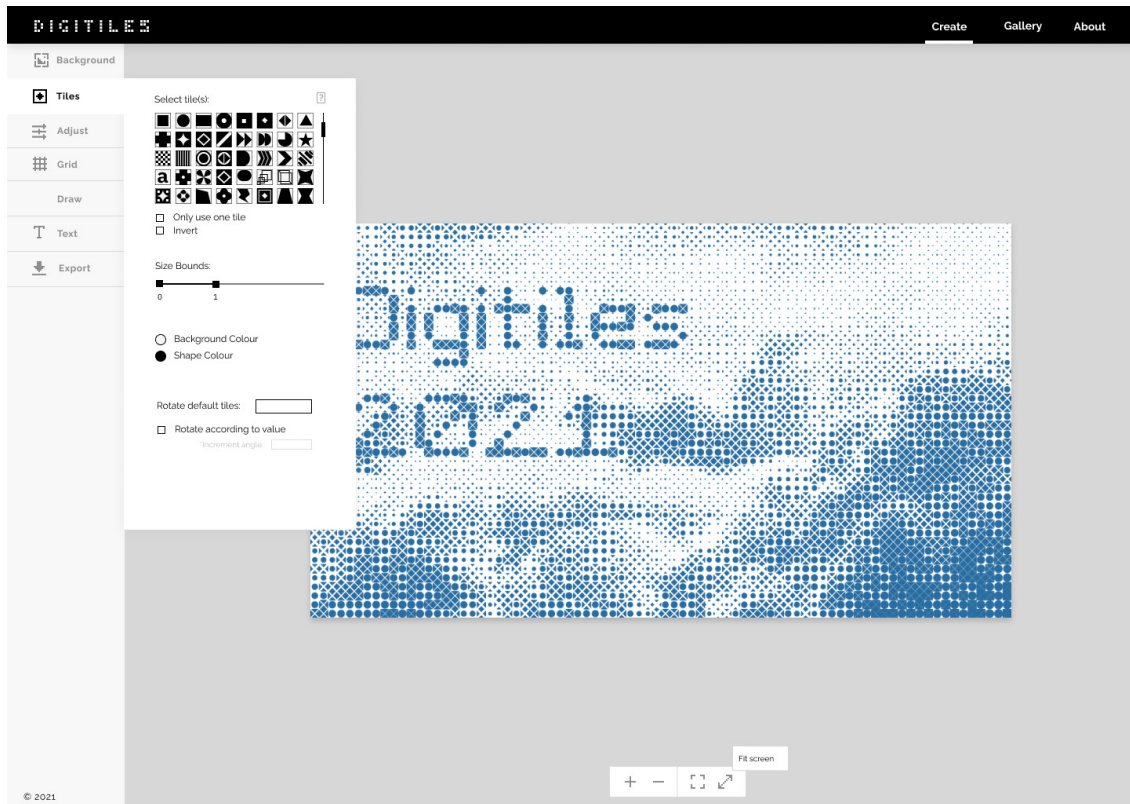 DIGITILES
Create Gallery About
Background
Tiles
Adjust
Grid
Draw
Text
Export
Select tile(s):
?
a
Only use one tile
Invert
Size Bounds:
0 1
Background Colour
Shape Colour
Rotate default tiles:
Rotate according to value
*Increment angle:
Digitiles
2021
Fit screen
© 2021